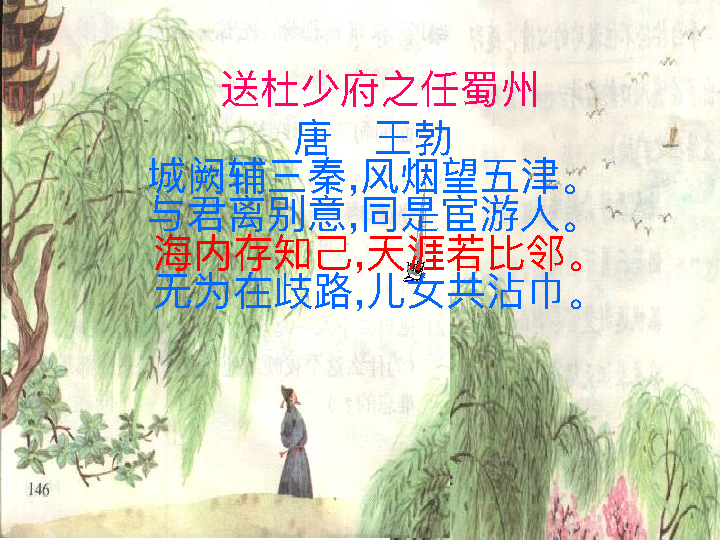 送杜少府之任蜀州
唐 王勃
城阙辅三秦,风烟望五津。
与君离别意,同是宦游人。
海内存知己,天涯若比邻。
无为在歧路,儿女共沾巾。
146